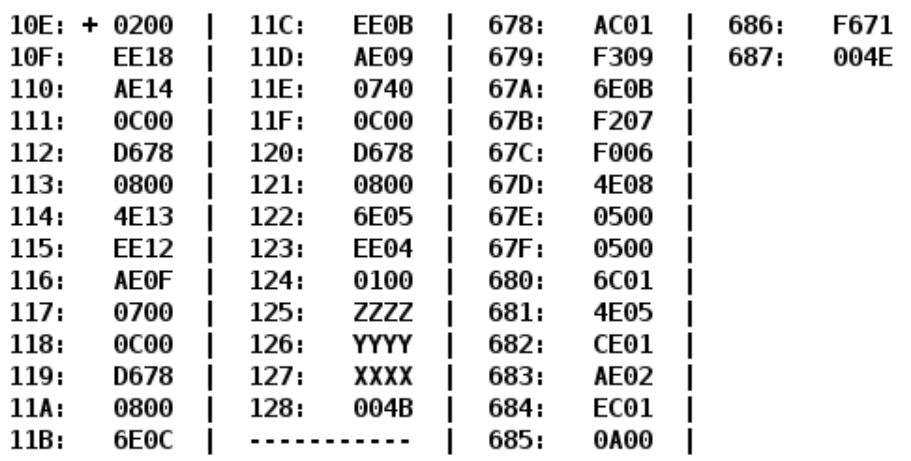 10E: + 0200 | 11C: EE0B | 678: AC01 | 686: F671
10F: EE18 | 11D: AE09 | 679: F309 | 687: 004E
110: AE14 | 11E: 0740 | 67A: 6E0B |
111: 0C00 | 11F: 0C00 | 67B: F207 |
112: D678 | 120: D678 | 67C: F006 |
113: 0800 | 121: 0800 | 67D: 4E08 |
114: 4E13 | 122: 6E05 | 67E: 0500 |
115: EE12 | 123: EE04 | 67F: 0500 |
116: AE0F | 124: 0100 | 680: 6C01 |
117: 0700 | 125: ZZZZ | 681: 4E05 |
118: 0C00 | 126: YYYY | 682: CE01 |
119: D678 | 127: XXXX | 683: AE02 |
11A: 0800 | 128: 004B | 684: EC01 |
11B: 6E0C | ----------- | 685: 0A00 |